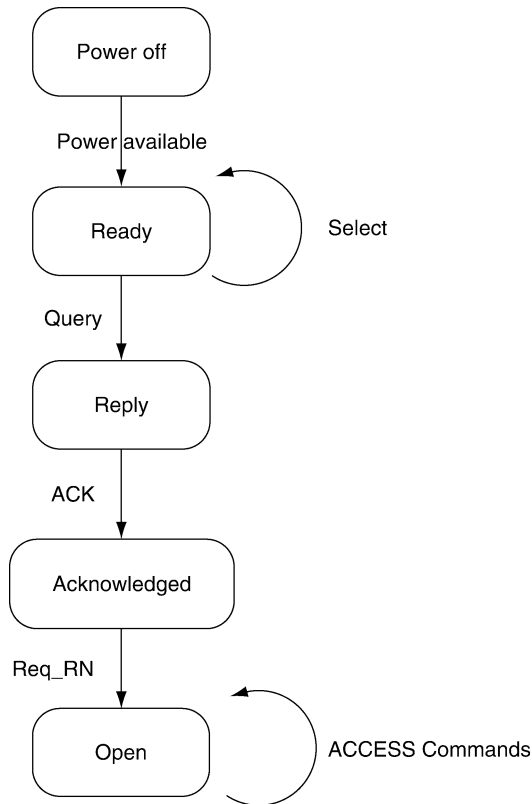 Power off
Power available
Ready
Select
Query
Reply
ACK
Acknowledged
Req_RN
Open
ACCESS Commands